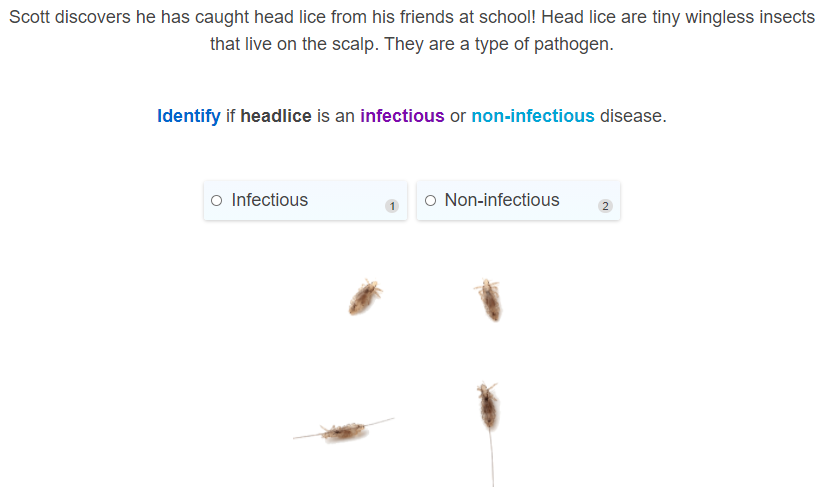 Scott discovers he has caught head lice from his friends at school! Head lice are tiny wingless insects
that live on the scalp. They are a type of pathogen.
Identify if headlice is an infectious or non-infectious disease.
Infectious 1
Non-infectious 2